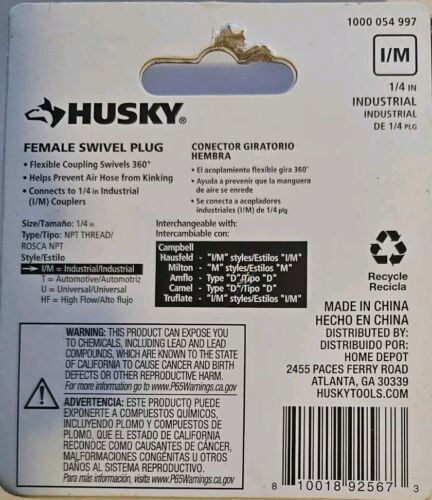 1000 054 997
I/M
1/4 IN
INDUSTRIAL
INDUSTRIAL
DE 1/4 PLG
HUSKY®
FEMALE SWIVEL PLUG
• Flexible Coupling Swivels 360°
• Helps Prevent Air Hose from Kinking
• Connects to 1/4 in Industrial
(I/M) Couplers
CONECTOR GIRATORIO
HEMBRA
• El acoplamiento flexible gira 360°
• Ayuda a prevenir que la manguera
de aire se enrede
• Se conecta a acopladores
industriales (I/M) de 1/4 plg
Size/Tamaño: 1/4 in
Type/Tipo: NPT THREAD/
ROSCA NPT
Style/Estilo
I/M = Industrial/Industrial
T = Automotive/Automotriz
U = Universal/Universal
HF = High Flow/Alto flujo
Interchangeable with:
Intercambiable con:
Campbell
Hausfeld - "I/M" styles/Estilos "I/M"
Milton - "M" styles/Estilos "M"
Amflo - Type "D"/Tipo "D"
Camel - Type "D"/Tipo "D"
Truflate - "I/M" styles/Estilos "I/M"
Recycle
Recicla
WARNING: THIS PRODUCT CAN EXPOSE YOU
TO CHEMICALS, INCLUDING LEAD AND LEAD
COMPOUNDS, WHICH ARE KNOWN TO THE STATE
OF CALIFORNIA TO CAUSE CANCER AND BIRTH
DEFECTS OR OTHER REPRODUCTIVE HARM.
For more information go to www.P65Warnings.ca.gov
ADVERTENCIA: ESTE PRODUCTO PUEDE
EXPONERTE A COMPUESTOS QUÍMICOS,
INCLUYENDO PLOMO Y COMPUESTOS DE
PLOMO, QUE EL ESTADO DE CALIFORNIA
RECONOCE COMO CAUSANTES DE CÁNCER,
MALFORMACIONES CONGÉNITAS U OTROS
DAÑOS AL SISTEMA REPRODUCTIVO.
Para más información, visita www.P65Warnings.ca.gov
MADE IN CHINA
HECHO EN CHINA
DISTRIBUTED BY:
DISTRIBUIDO POR:
HOME DEPOT
2455 PACES FERRY ROAD
ATLANTA, GA 30339
HUSKYTOOLS.COM
8 10018 92567 3